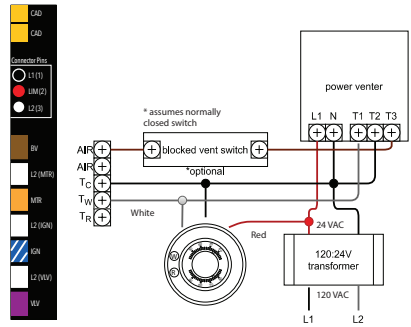 CAD
CAD
Connector Pins
L1 (1)
LIM (2)
L2 (3)
BV
L2 (MTR)
MTR
L2 (IGN)
IGN
L2 (VLV)
VLV
* assumes normally
closed switch
power venter
L1 N T1 T2 T3
AIR
AIR
TC
TW
TR
blocked vent switch
*optional
White
Red
W
R
24 VAC
120:24V
transformer
120 VAC
L1 L2